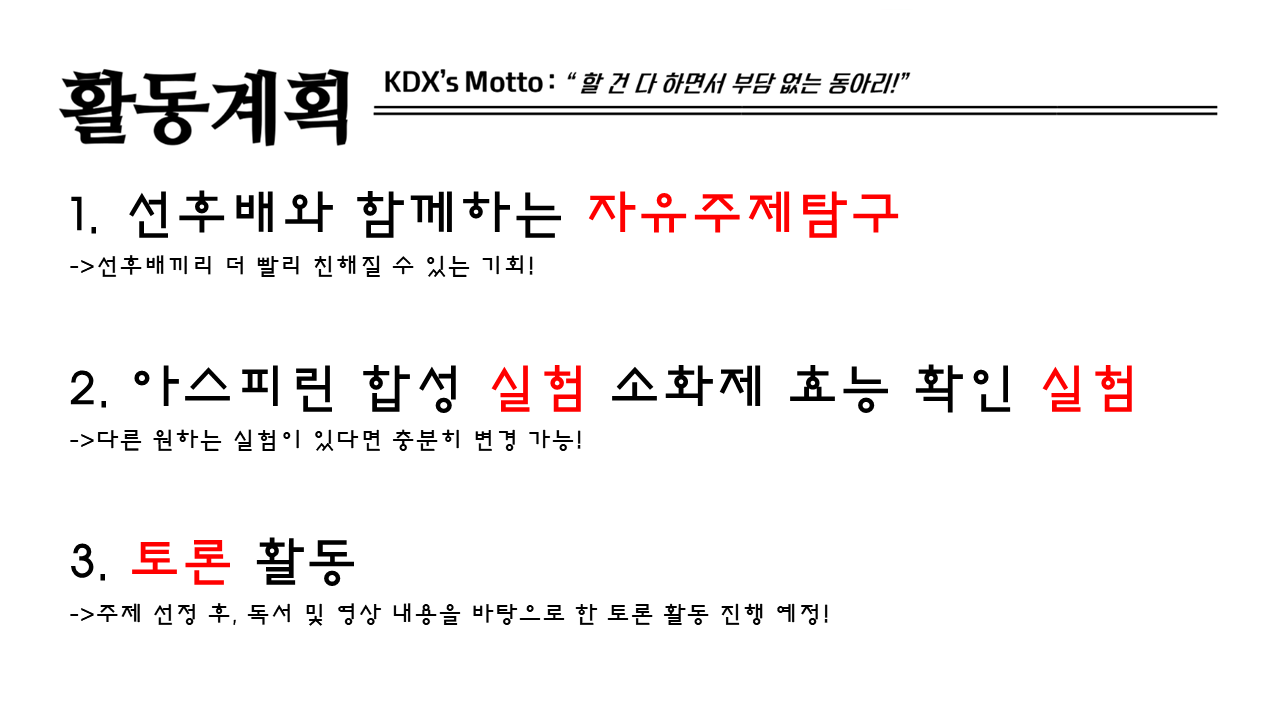 활동계획
KDX's Motto : “ 할 건 다 하면서 부담 없는 동아리!”
1. 선후배와 함께하는 자유주제탐구
->선후배끼리 더 빨리 친해질 수 있는 기회!
2. 아스피린 합성 실험 소화제 효능 확인 실험
->다른 원하는 실험이 있다면 충분히 변경 가능!
3. 토론 활동
->주제 선정 후, 독서 및 영상 내용을 바탕으로 한 토론 활동 진행 예정!